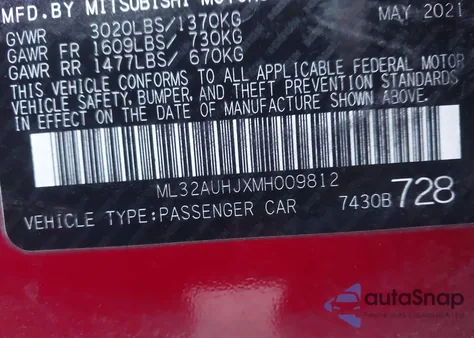 MFD.BY MITSUBISHI MOTORS
MAY 2021
GVWR 3020LBS/1370KG
GAWR FR 1609LBS/ 730KG
GAWR RR 1477LBS/ 670KG
THIS VEHICLE CONFORMS TO ALL APPLICABLE FEDERAL MOTOR
VEHICLE SAFETY, BUMPER, AND THEFT PREVENTION STANDARDS
IN EFFECT ON THE DATE OF MANUFACTURE SHOWN ABOVE.
ML32AUHJXMH009812
VEHICLE TYPE:PASSENGER CAR 7430B 728
autaSnap